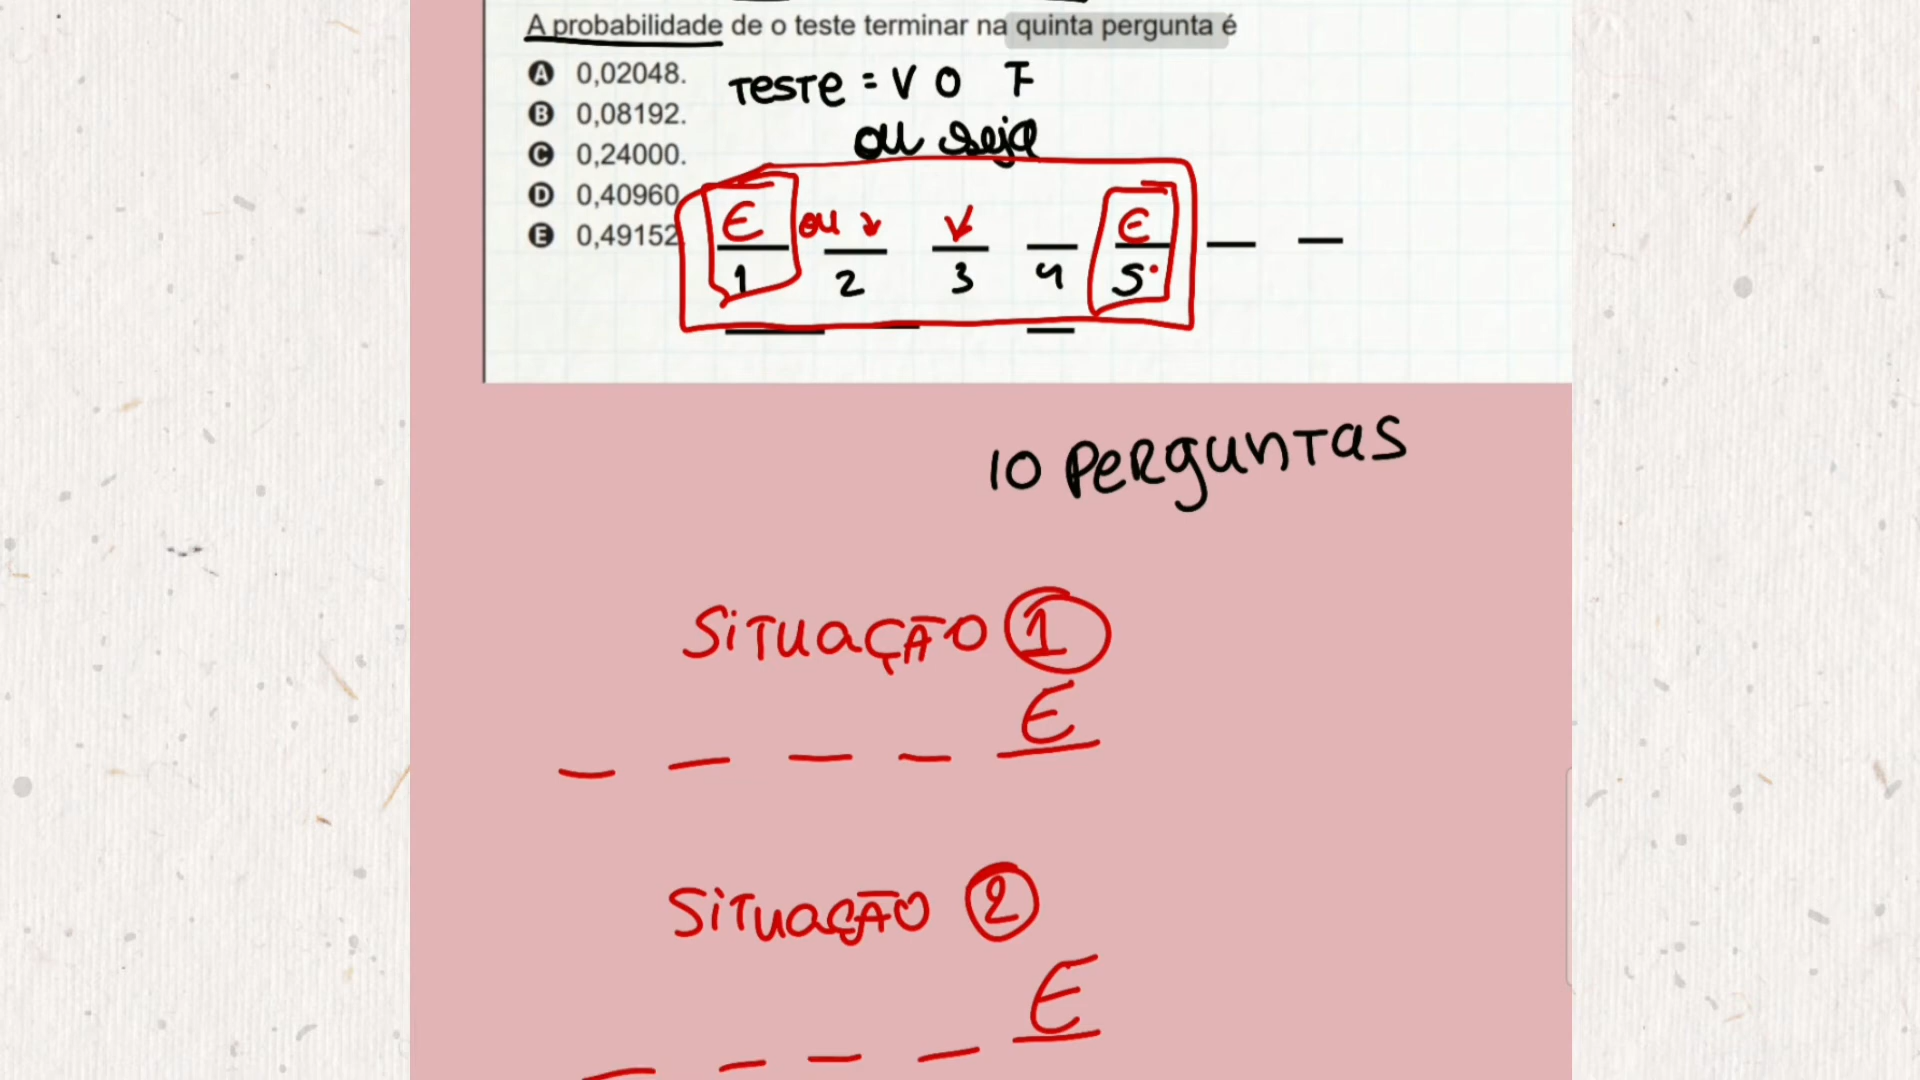 A probabilidade de o teste terminar na quinta pergunta é
A 0,02048.
B 0,08192.
C 0,24000.
D 0,40960
E 0,49152
TESTE = V O F
ou seja
E ou E
1 2 3 4 5
10 PERGUNTAS
SITUAÇÃO 1
E
SITUAÇÃO 2
E